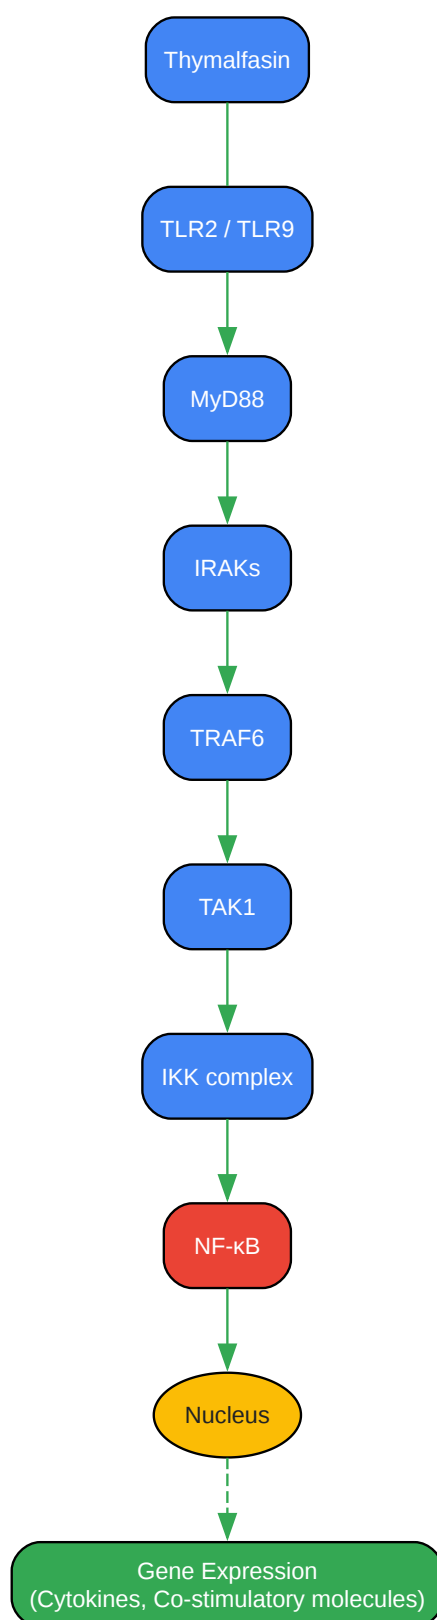 Thymalfasin
TLR2 / TLR9
MyD88
IRAKs
TRAF6
TAK1
IKK complex
NF-κB
Nucleus
Gene Expression
(Cytokines, Co-stimulatory molecules)